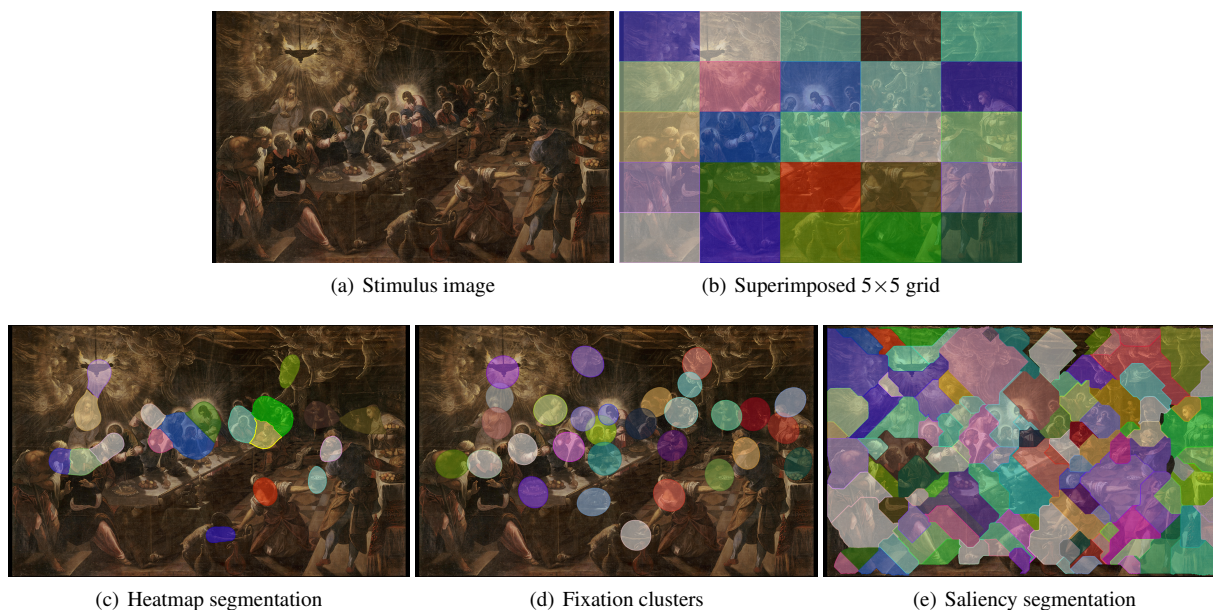 (a) Stimulus image
(b) Superimposed 5×5 grid
(c) Heatmap segmentation
(d) Fixation clusters
(e) Saliency segmentation